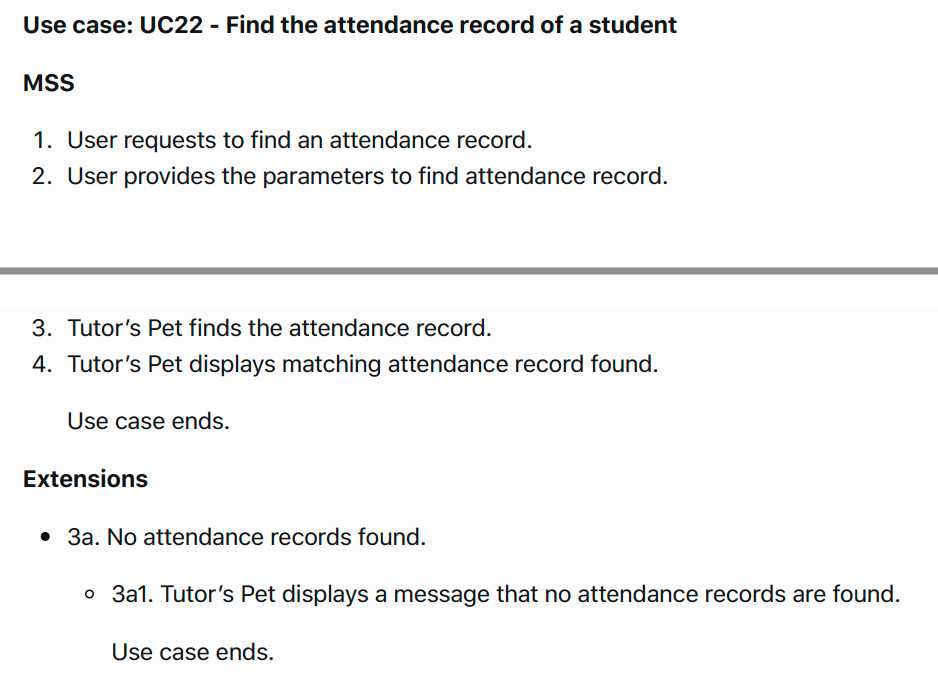 Use case: UC22 - Find the attendance record of a student
MSS
1. User requests to find an attendance record.
2. User provides the parameters to find attendance record.
3. Tutor’s Pet finds the attendance record.
4. Tutor’s Pet displays matching attendance record found.
Use case ends.
Extensions
• 3a. No attendance records found.
◦ 3a1. Tutor’s Pet displays a message that no attendance records are found.
Use case ends.